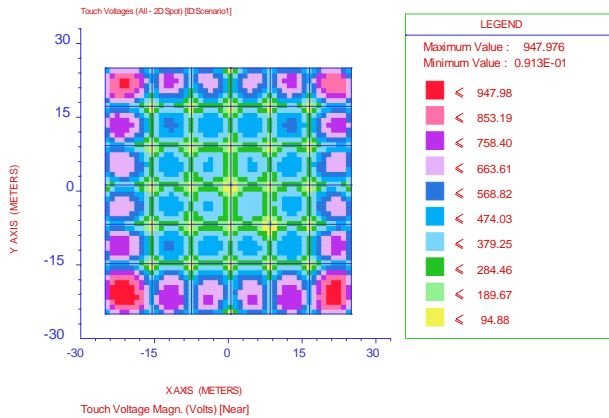 Touch Voltages (All - 2D Spot) [ID:Scenario1]
30
15
0
-15
-30
Y AXIS (METERS)
-30
-15
0
15
30
X AXIS (METERS)
Touch Voltage Magn. (Volts) [Near]
LEGEND
Maximum Value : 947.976
Minimum Value : 0.913E-01
≤ 947.98
≤ 853.19
≤ 758.40
≤ 663.61
≤ 568.82
≤ 474.03
≤ 379.25
≤ 284.46
≤ 189.67
≤ 94.88